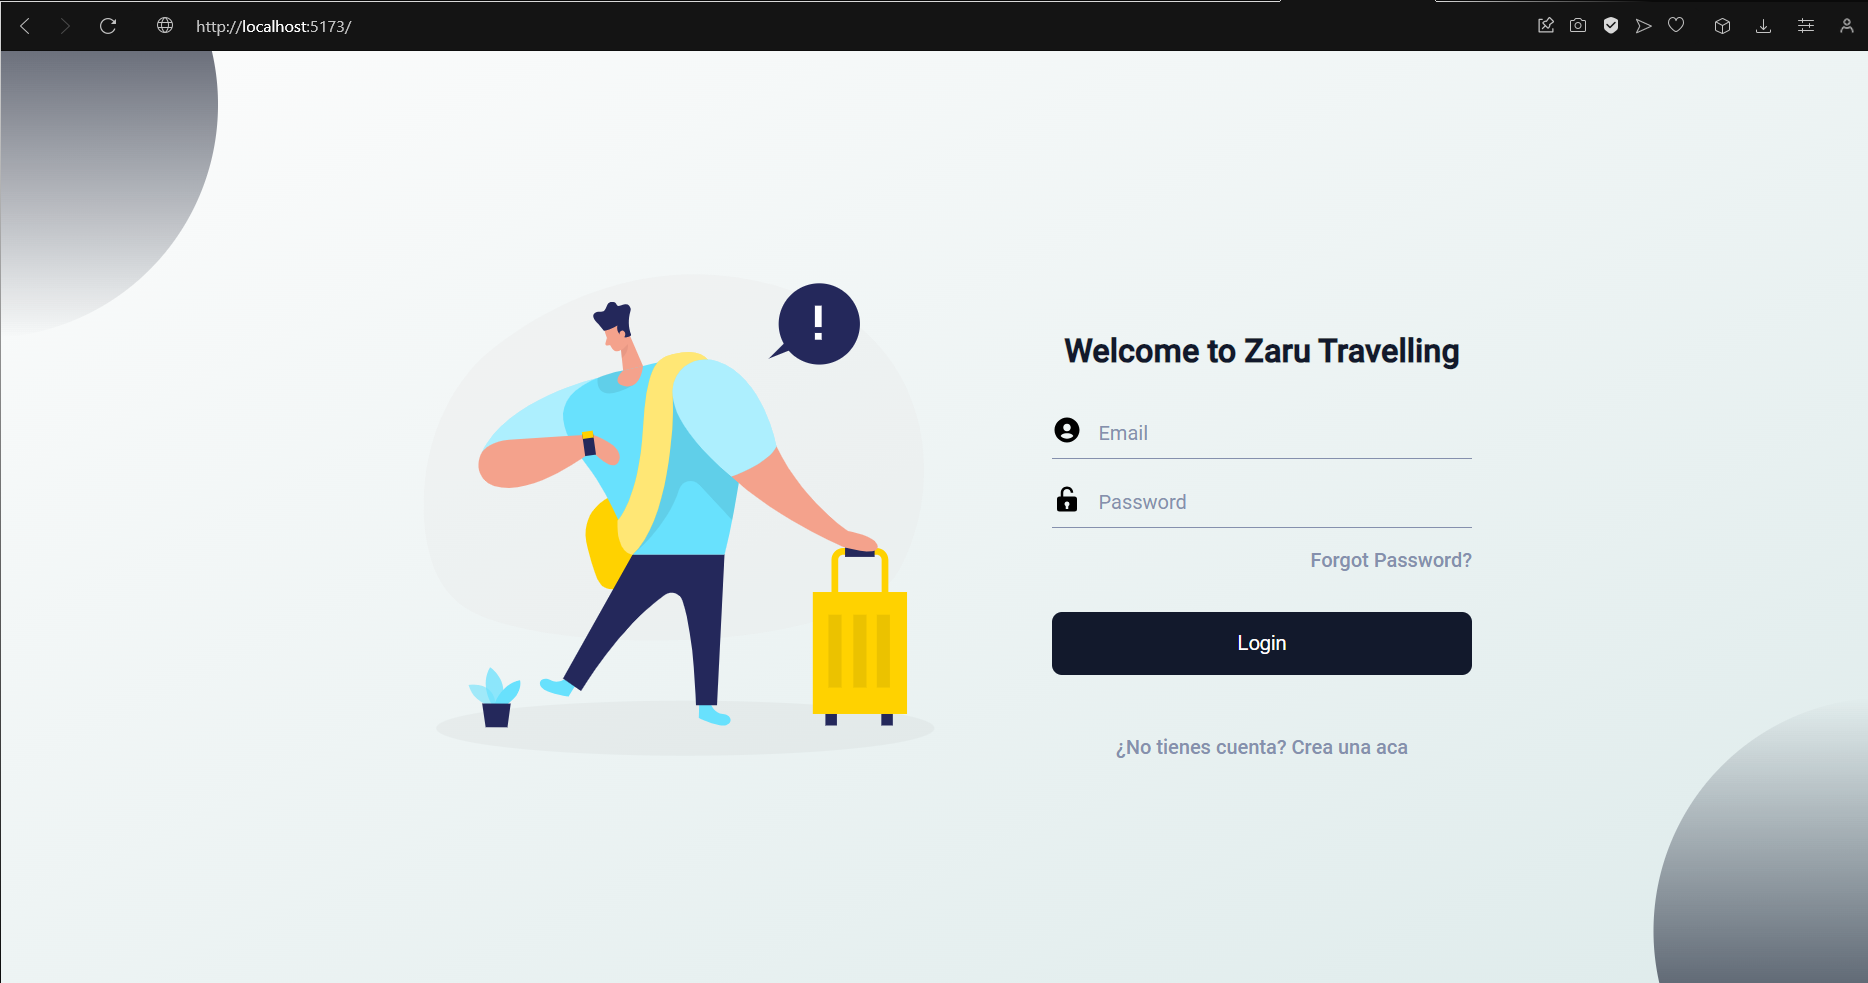 http://localhost:5173/
!
Welcome to Zaru Travelling
Email
Password
Forgot Password?
Login
¿No tienes cuenta? Crea una aca